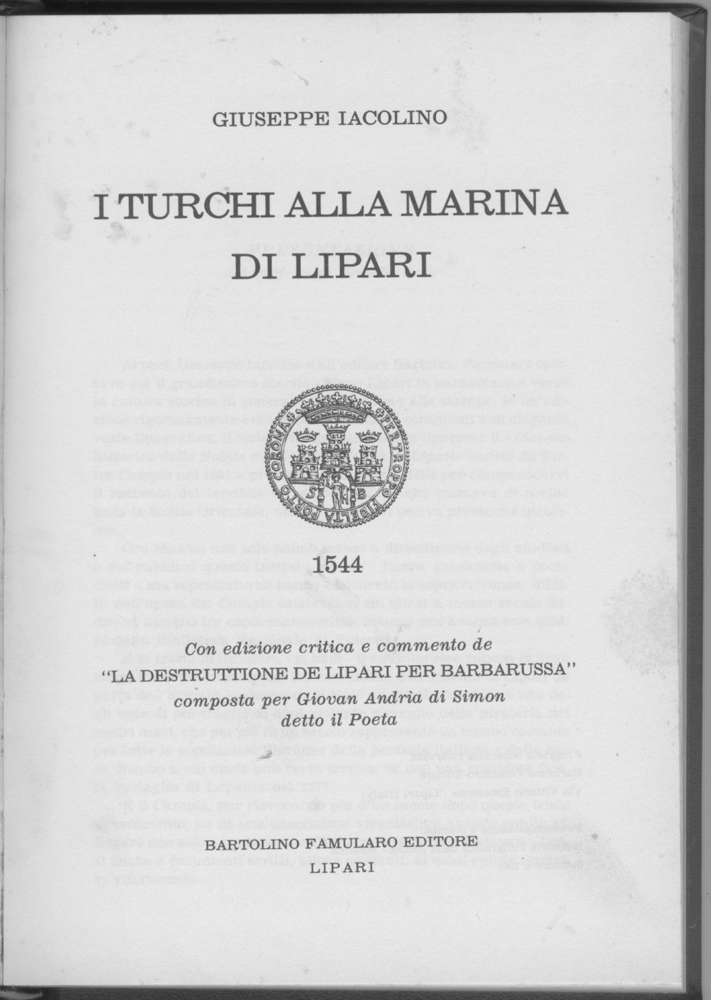 GIUSEPPE IACOLINO
I TURCHI ALLA MARINA
DI LIPARI
CORONA PORTO PER TROPPO FIDELTA
S B
1544
Con edizione critica e commento de
"LA DESTRUTTIONE DE LIPARI PER BARBARUSSA"
composta per Giovan Andria di Simon
detto il Poeta
BARTOLINO FAMULARO EDITORE
LIPARI